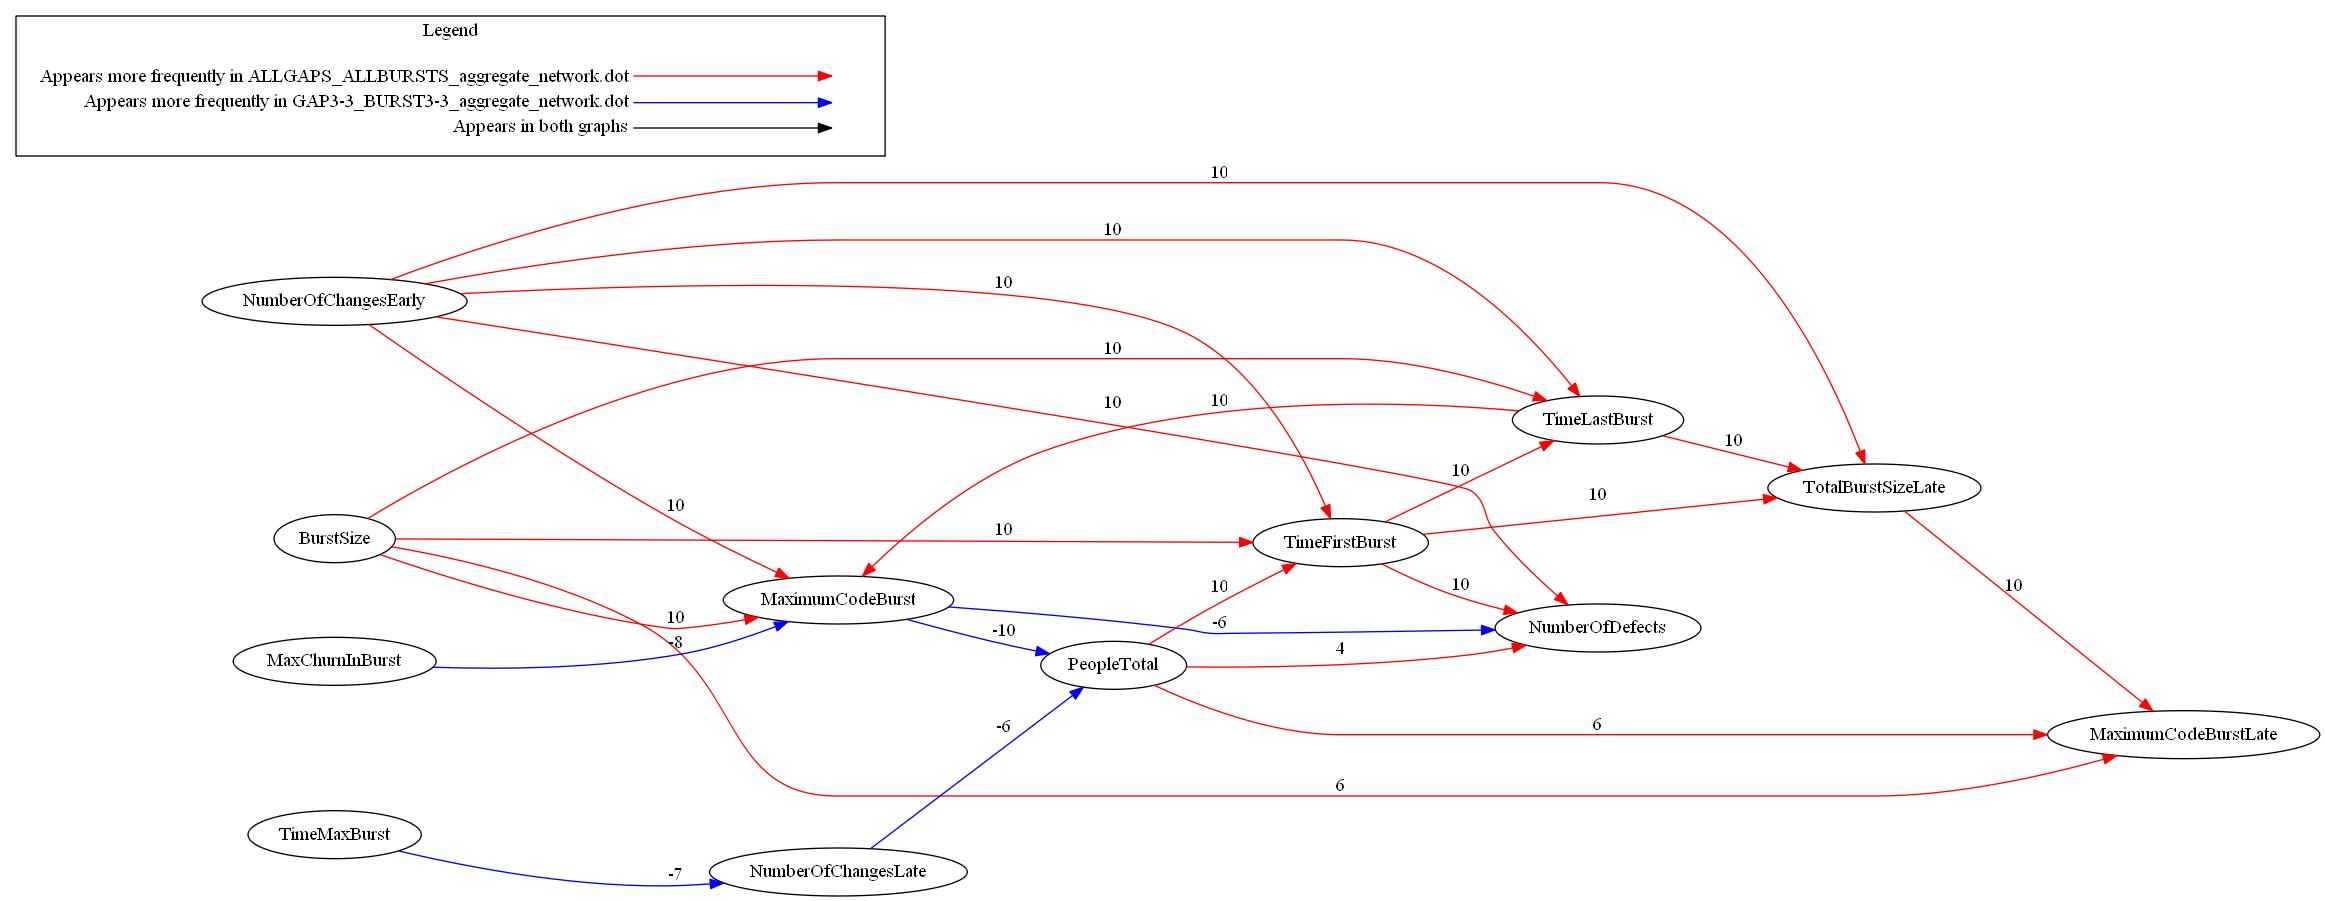 Legend
Appears more frequently in ALLGAPS_ALLBURSTS_aggregate_network.dot
Appears more frequently in GAP3-3_BURST3-3_aggregate_network.dot
Appears in both graphs
10
10
10
NumberOfChangesEarly
10
10
10
TimeLastBurst
10
10
10
TotalBurstSizeLate
10
10
BurstSize
10
TimeFirstBurst
10
10
10
MaximumCodeBurst
10
-6
NumberOfDefects
-10
-8
4
MaxChurnInBurst
PeopleTotal
-6
6
MaximumCodeBurstLate
6
TimeMaxBurst
-7
NumberOfChangesLate